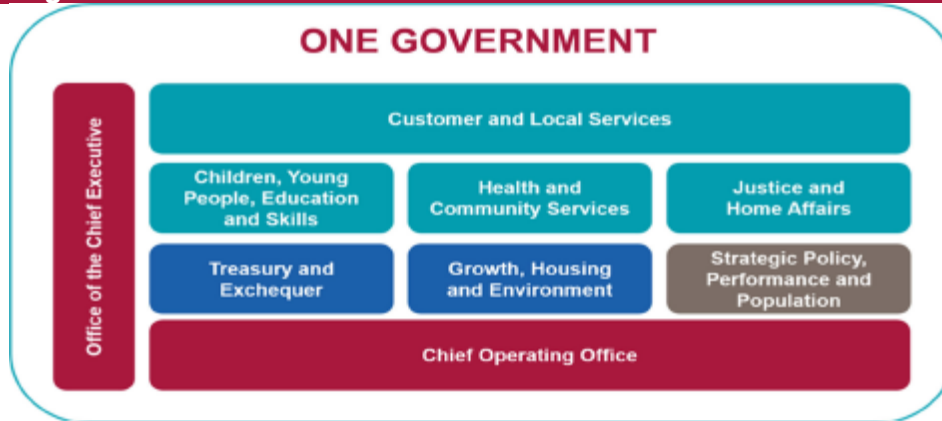 ONE GOVERNMENT
Office of the Chief Executive
Customer and Local Services
Children, Young
People, Education
and Skills
Health and
Community Services
Justice and
Home Affairs
Treasury and
Exchequer
Growth, Housing
and Environment
Strategic Policy,
Performance and
Population
Chief Operating Office